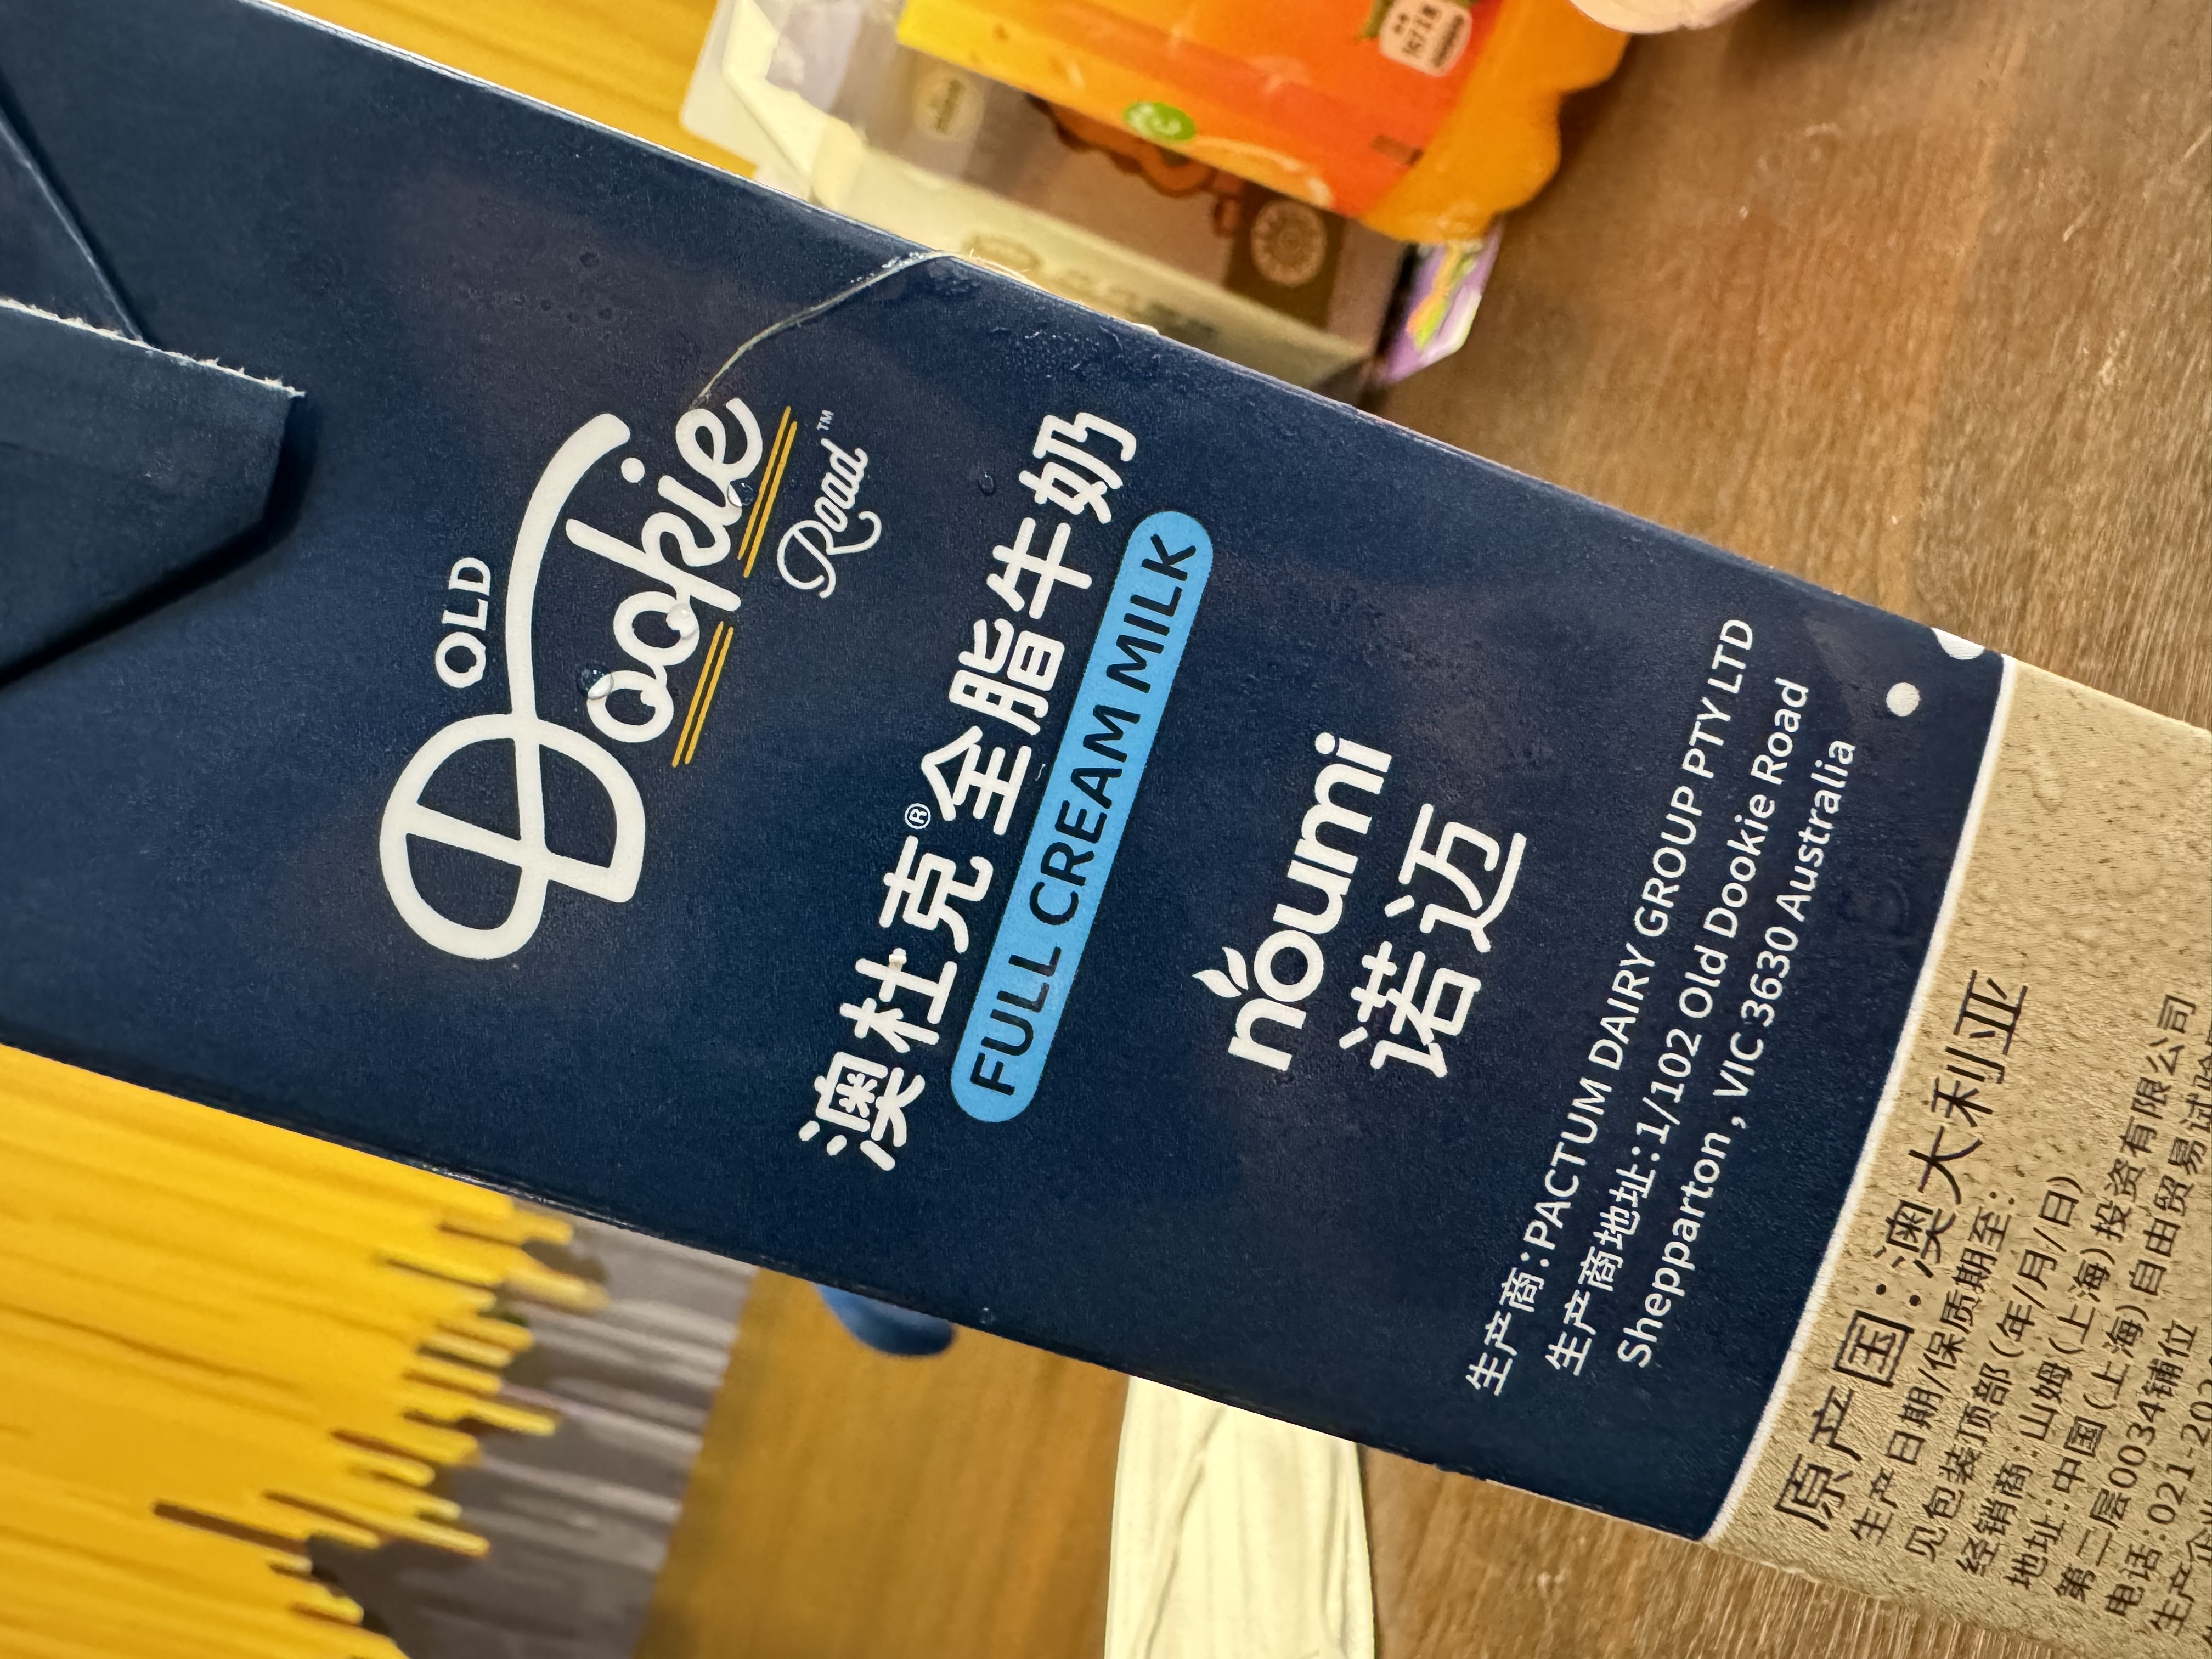 OLD
Dookie
Road™
澳杜克®全脂牛奶
FULL CREAM MILK
noumi
诺迈
生产商:PACTUM DAIRY GROUP PTY LTD
生产商地址:1/102 Old Dookie Road
Shepparton , VIC 3630 Australia
原产国:澳大利亚
生产日期/保质期至:
见包装顶部(年/月/日)
经销商:山姆(上海)投资有限公司
地址:中国(上海)自由贸易试验
第二层0034铺位
电话:021-202
生产企业